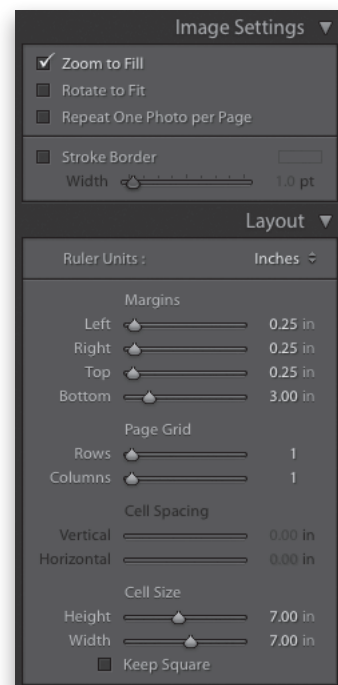 Image Settings
Zoom to Fill
Rotate to Fit
Repeat One Photo per Page
Stroke Border
Width 1.0 pt
Layout
Ruler Units : Inches
Margins
Left 0.25 in
Right 0.25 in
Top 0.25 in
Bottom 3.00 in
Page Grid
Rows 1
Columns 1
Cell Spacing
Vertical 0.00 in
Horizontal 0.00 in
Cell Size
Height 7.00 in
Width 7.00 in
Keep Square